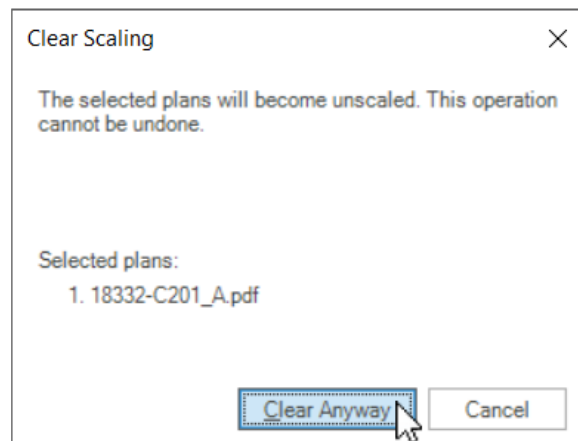 Clear Scaling
The selected plans will become unscaled. This operation
cannot be undone.
Selected plans:
1. 18332-C201_A.pdf
Clear Anyway
Cancel